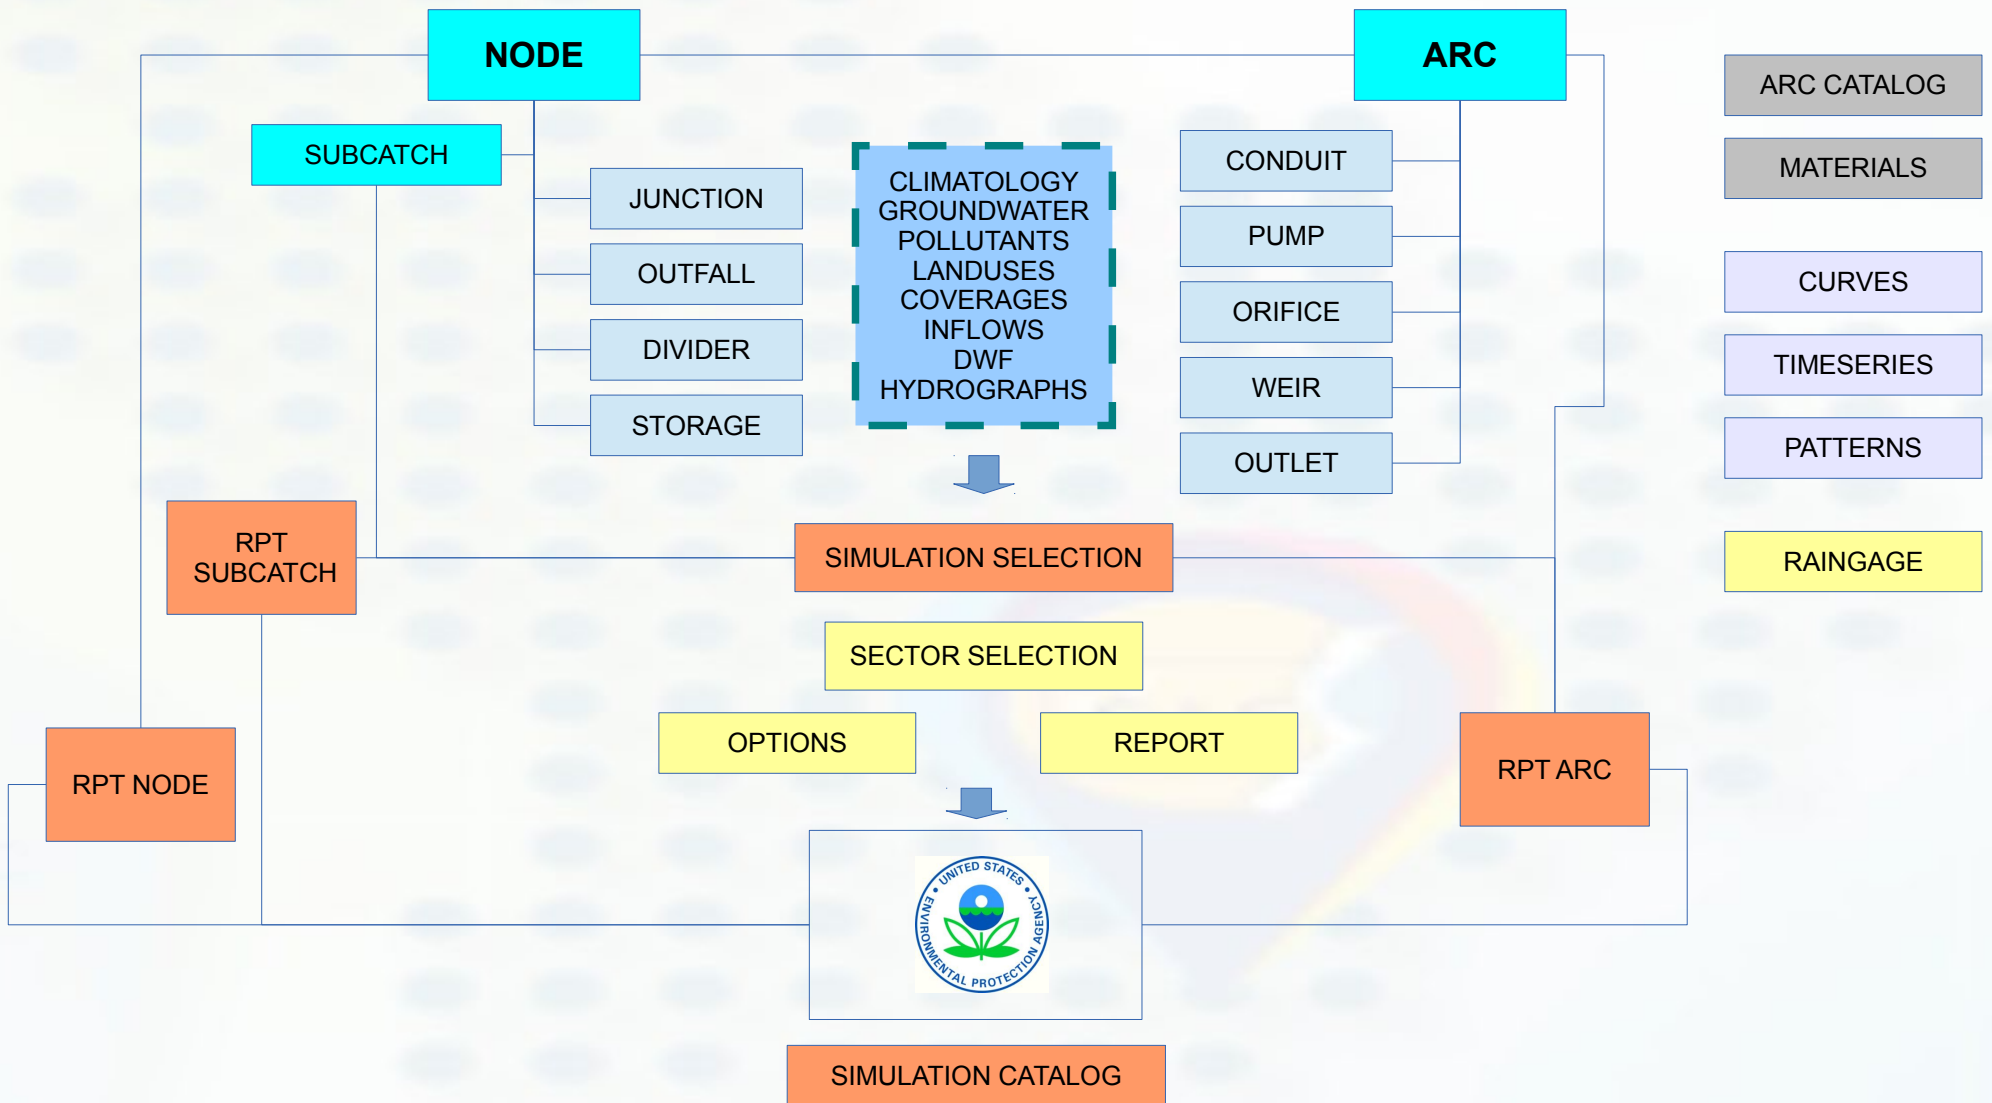 NODE
ARC
ARC CATALOG
SUBCATCH
MATERIALS
JUNCTION
OUTFALL
DIVIDER
STORAGE
CLIMATOLOGY
GROUNDWATER
POLLUTANTS
LANDUSES
COVERAGES
INFLOWS
DWF
HYDROGRAPHS
CONDUIT
PUMP
ORIFICE
WEIR
OUTLET
CURVES
TIMESERIES
PATTERNS
RAINGAGE
RPT
SUBCATCH
SIMULATION SELECTION
SECTOR SELECTION
OPTIONS
REPORT
RPT NODE
RPT ARC
UNITED STATES
ENVIRONMENTAL PROTECTION AGENCY
SIMULATION CATALOG